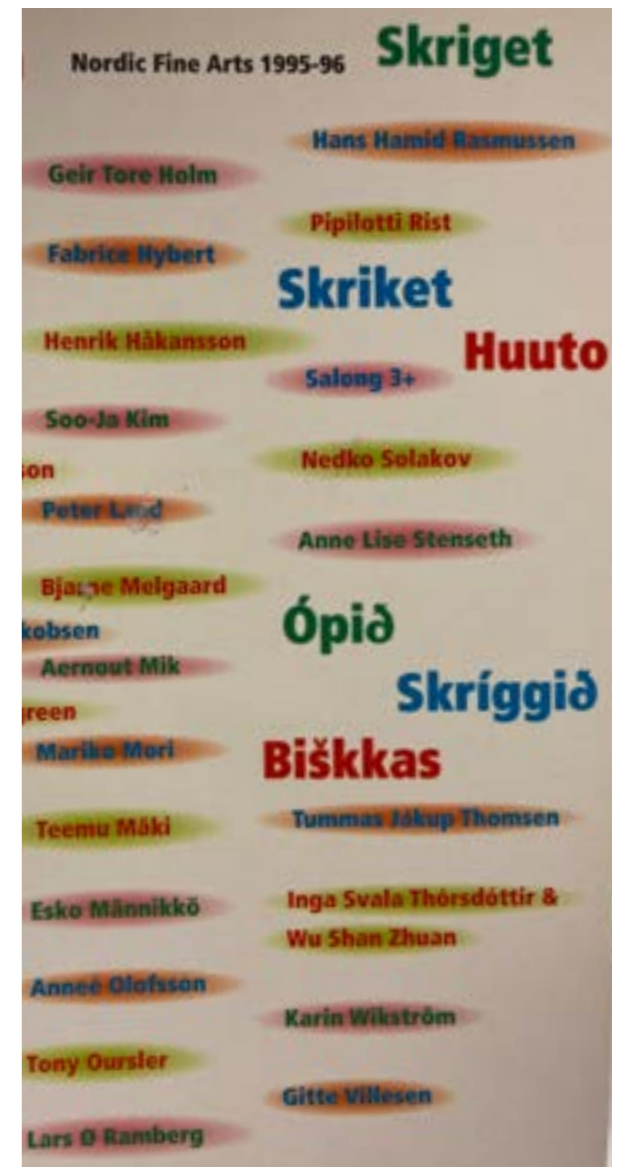 Nordic Fine Arts 1995-96
Skriget
Hans Hamid Rasmussen
Geir Tore Holm
Pipilotti Rist
Fabrice Hybert
Skriket
Henrik Håkansson
Huuto
Salong 3+
Soo-Ja Kim
son
Nedko Solakov
Peter Land
Anne Lise Stenseth
Bjarne Melgaard
Ópið
kobsen
Aernout Mik
Skríggið
reen
Mariko Mori
Biškkas
Tummas Jákup Thomsen
Teemu Mäki
Inga Svala Thórsdóttir &
Esko Männikkö
Wu Shan Zhuan
Anneé Olofsson
Karin Wikström
Tony Oursler
Gitte Villesen
Lars Ø Ramberg